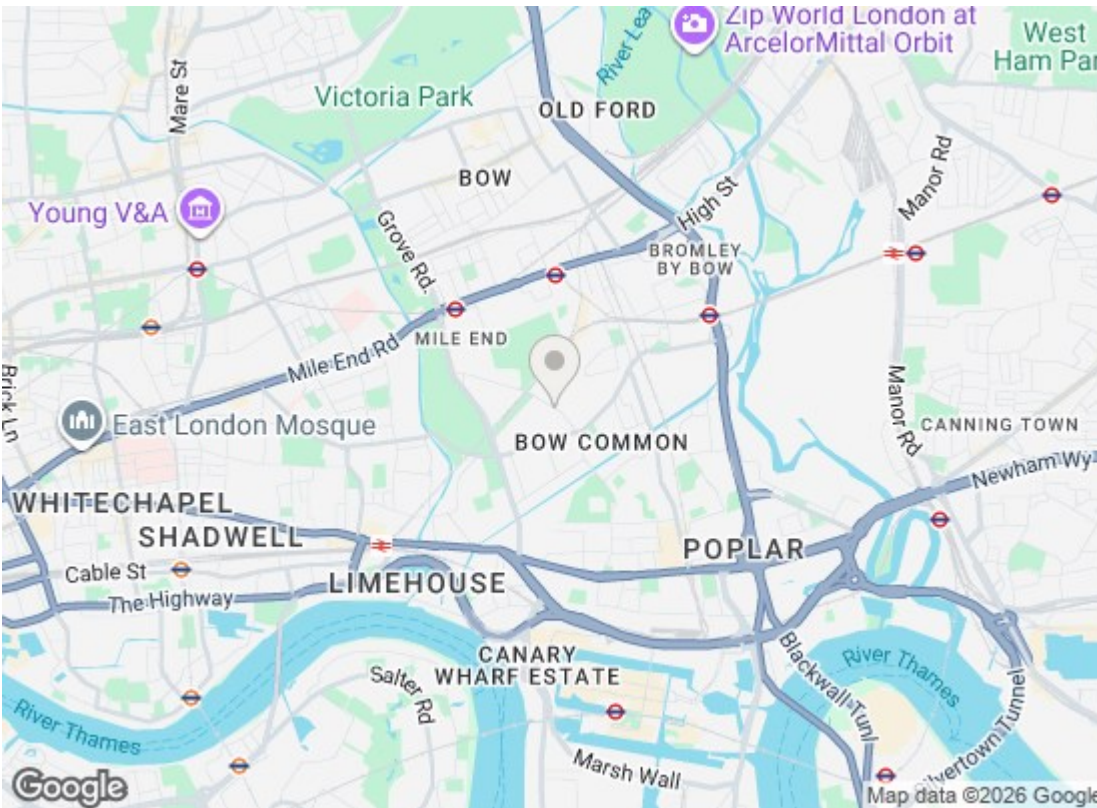 Zip World London at
ArcelorMittal Orbit
West
Ham Par
River Lea
Mare St
Victoria Park
OLD FORD
BOW
Manor Rd
Young V&A
Grove Rd.
High St
BROMLEY
BY BOW
MILE END
Mile End Rd
Brick Ln
East London Mosque
BOW COMMON
Manor Rd
CANNING TOWN
Newham Wy
WHITECHAPEL
SHADWELL
POPLAR
Cable St
LIMEHOUSE
The Highway
CANARY
WHARF ESTATE
Salter Rd
Blackwall Tunl
River Thames
River Thames
Marsh Wall
ilvertown Tunnel
Google
Map data ©2026 Google